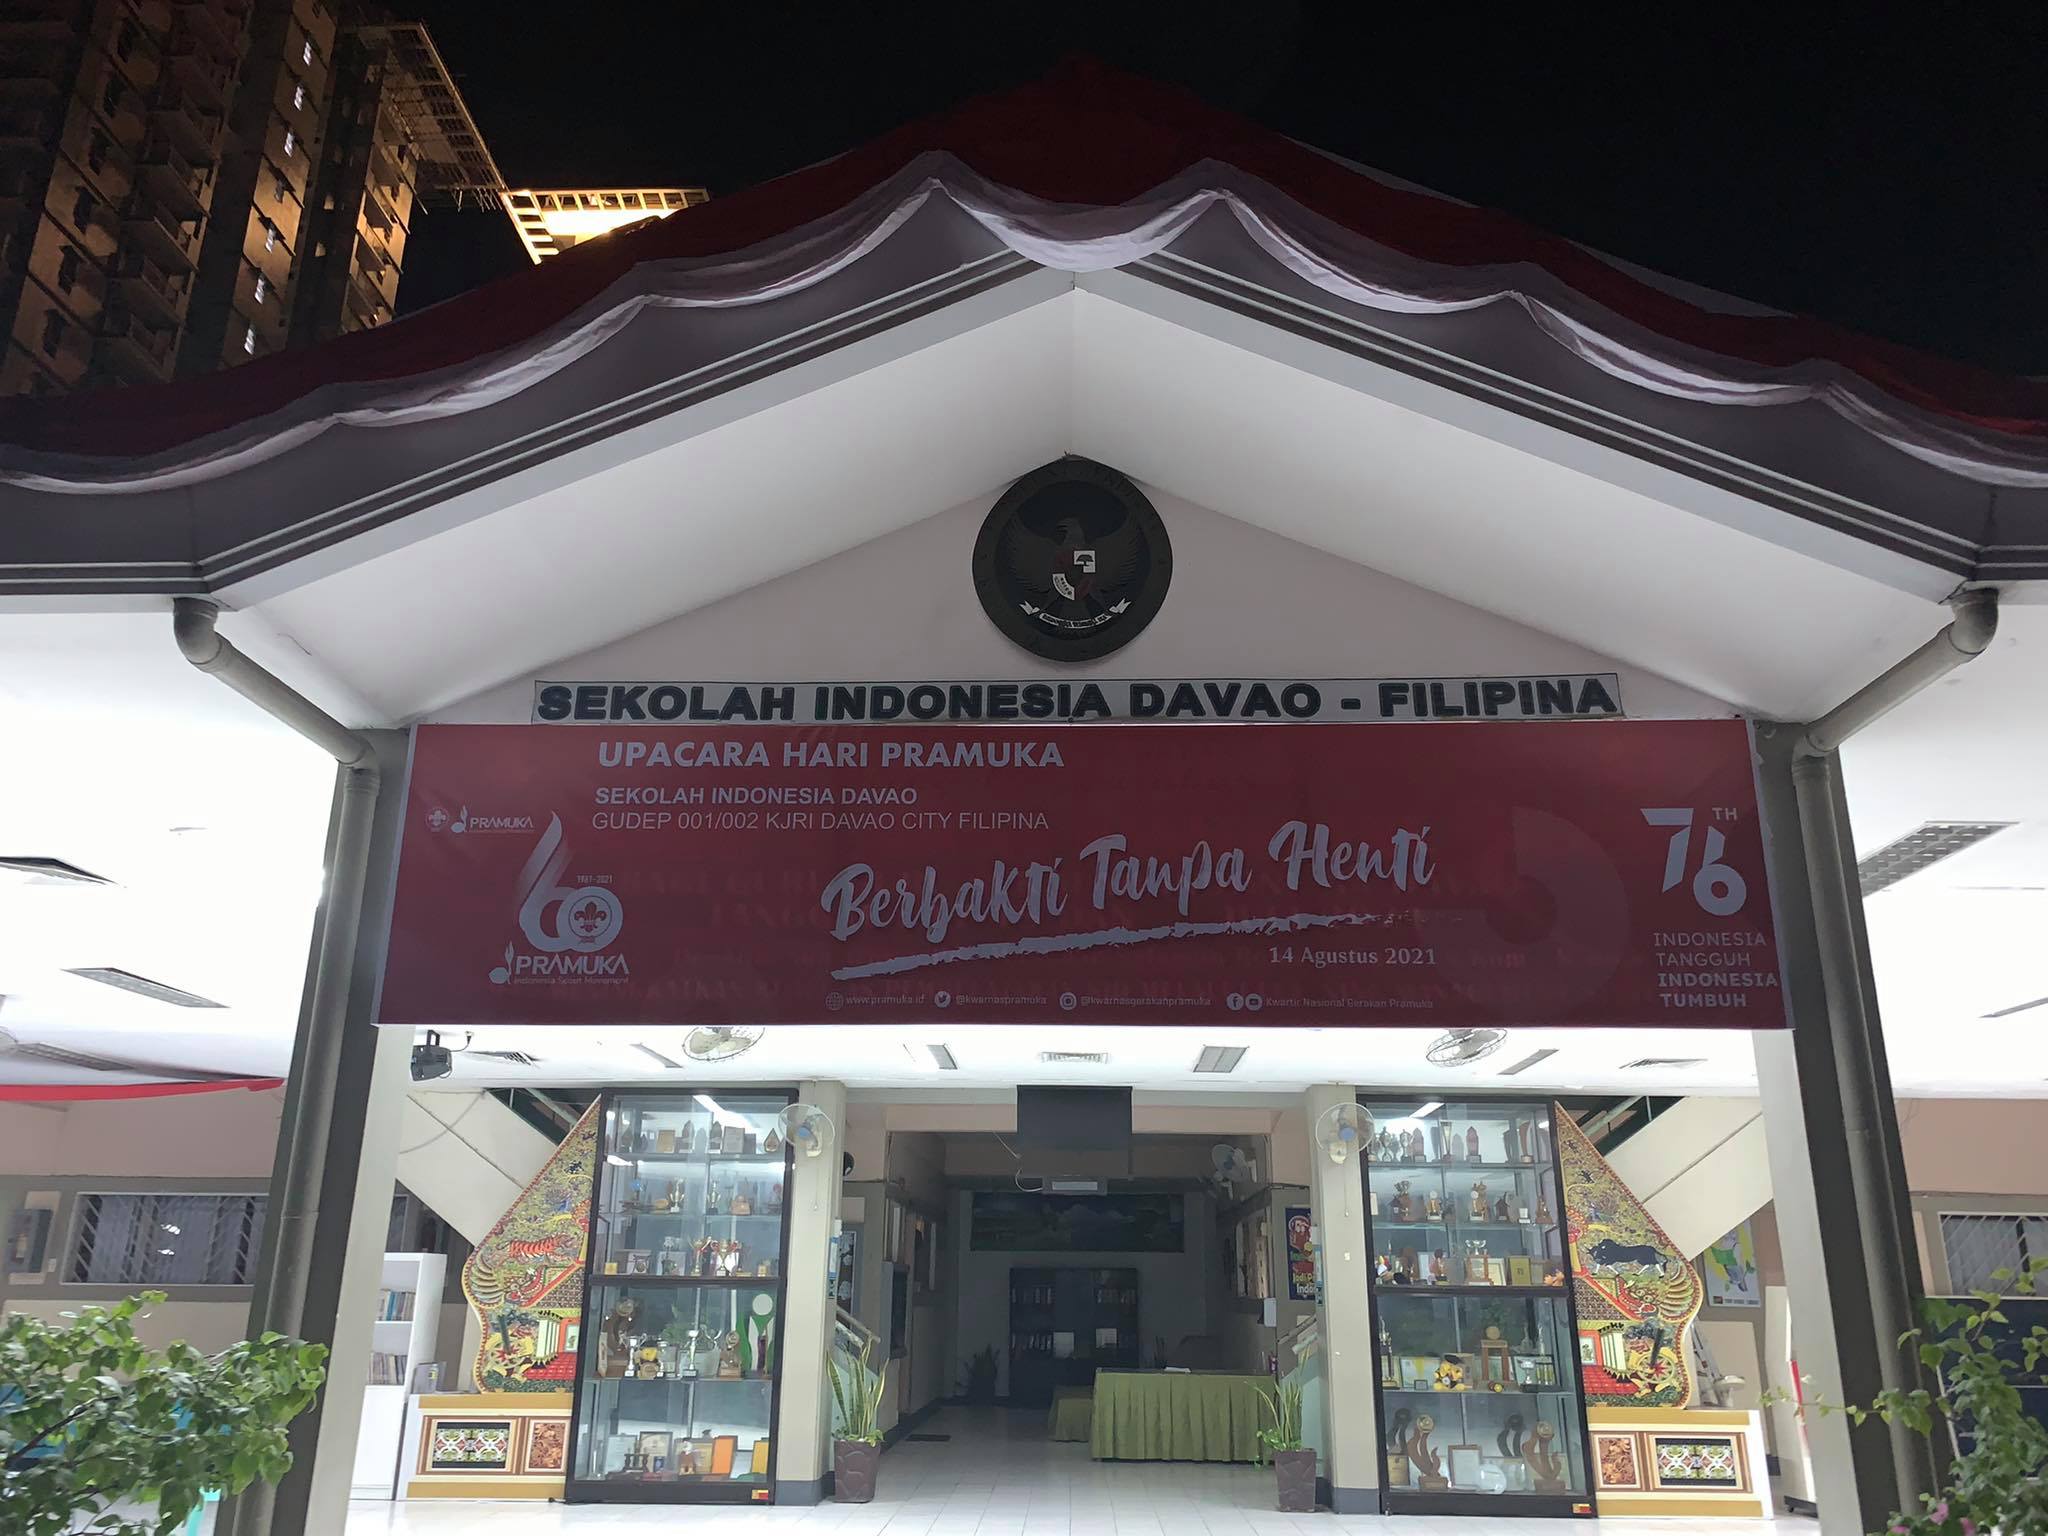 SEKOLAH INDONESIA DAVAO - FILIPINA
UPACARA HARI PRAMUKA
SEKOLAH INDONESIA DAVAO
GUDEP 001/002 KJRI DAVAO CITY FILIPINA
PRAMUKA
60
1961-2021
PRAMUKA
Indonesia Scout Movement
Berbakti Tanpa Henti
14 Agustus 2021
www.pramuka.id @kwarnaspramuka @kwarnasgerakanpramuka Kwartir Nasional Gerakan Pramuka
76TH
INDONESIA
TANGGUH
INDONESIA
TUMBUH